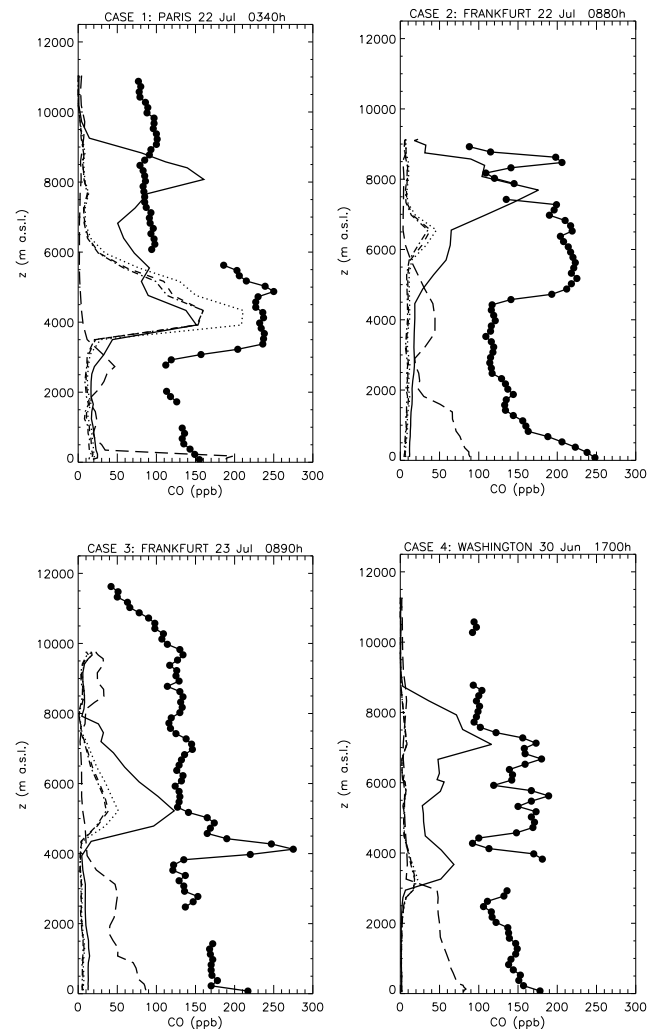 CASE 1: PARIS 22 Jul 0340h
12000
10000
8000
6000
4000
2000
0
z (m a.s.l.)
0 50 100 150 200 250 300
CO (ppb)
CASE 2: FRANKFURT 22 Jul 0880h
12000
10000
8000
6000
4000
2000
0
z (m a.s.l.)
0 50 100 150 200 250 300
CO (ppb)
CASE 3: FRANKFURT 23 Jul 0890h
12000
10000
8000
6000
4000
2000
0
z (m a.s.l.)
0 50 100 150 200 250 300
CO (ppb)
CASE 4: WASHINGTON 30 Jun 1700h
12000
10000
8000
6000
4000
2000
0
z (m a.s.l.)
0 50 100 150 200 250 300
CO (ppb)